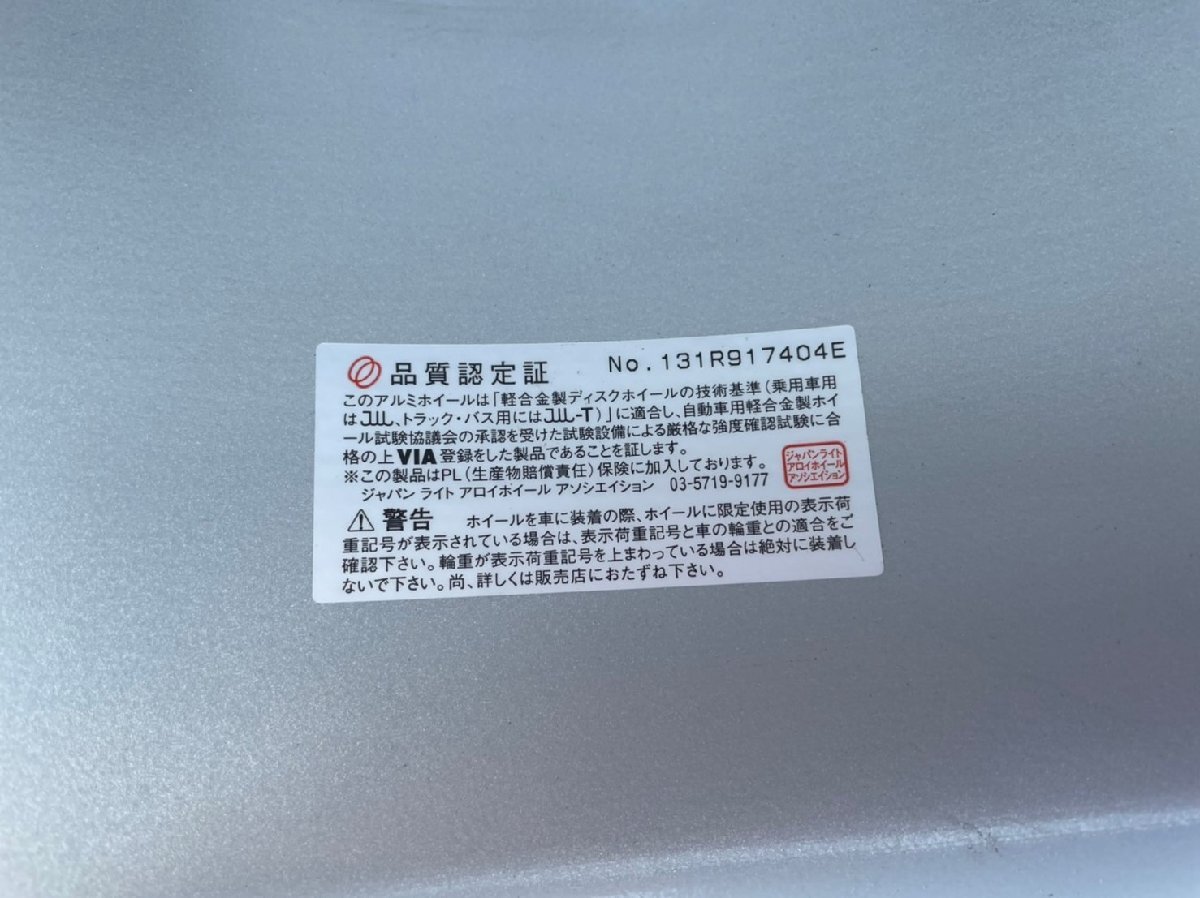 品質認定証 No.131R917404E
このアルミホイールは「軽合金製ディスクホイールの技術基準(乗用車用
はJWL、トラック・バス用にはJWL-T)」に適合し、自動車用軽合金製ホイ
ール試験協議会の承認を受けた試験設備による厳格な強度確認試験に合
格の上VIA登録をした製品であることを証します。
※この製品はPL(生産物賠償責任)保険に加入しております。
ジャパン ライト アロイホイール アソシエイション 03-5719-9177
ジャパンライト
アロイホイール
アソシエイション
⚠ 警告 ホイールを車に装着の際、ホイールに限定使用の表示荷
重記号が表示されている場合は、表示荷重記号と車の輪重との適合をご
確認下さい。輪重が表示荷重記号を上まわっている場合は絶対に装着し
ないで下さい。尚、詳しくは販売店におたずね下さい。